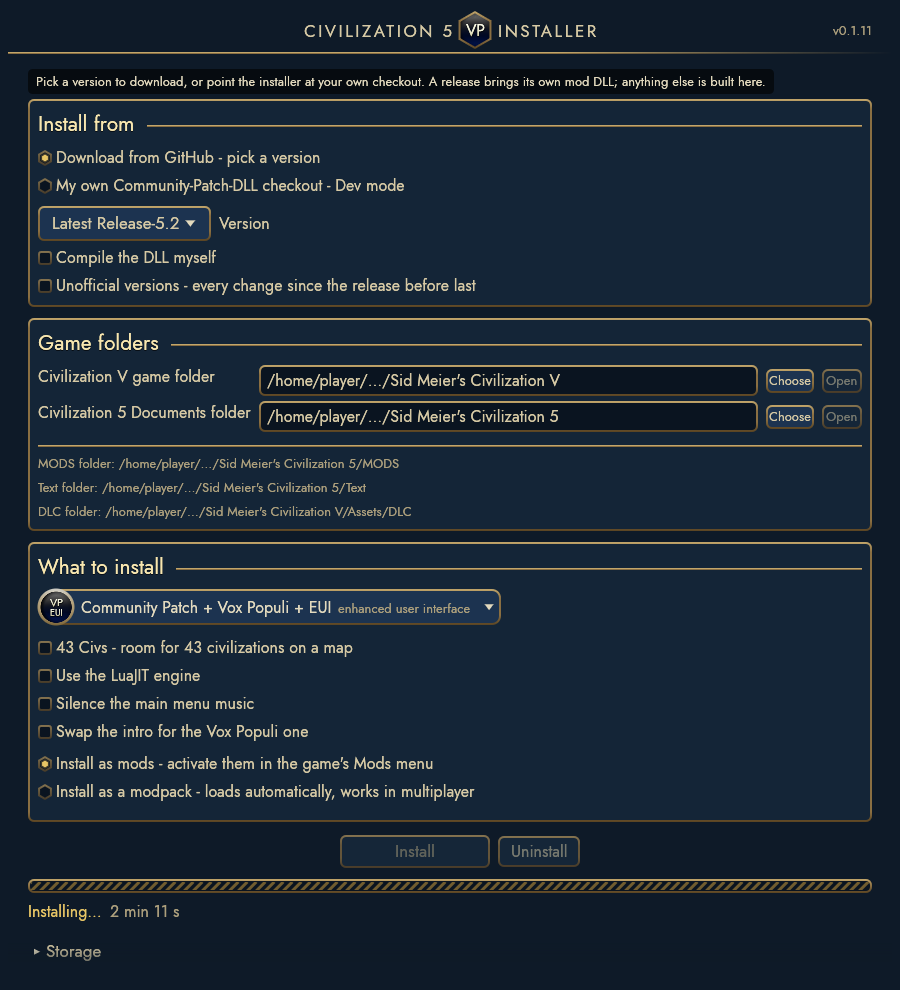 CIVILIZATION 5 VP INSTALLER
v0.1.11
Pick a version to download, or point the installer at your own checkout. A release brings its own mod DLL; anything else is built here.
Install from
Download from GitHub - pick a version
My own Community-Patch-DLL checkout - Dev mode
Latest Release-5.2 Version
Compile the DLL myself
Unofficial versions - every change since the release before last
Game folders
Civilization V game folder /home/player/.../Sid Meier's Civilization V Choose Open
Civilization 5 Documents folder /home/player/.../Sid Meier's Civilization 5 Choose Open
MODS folder: /home/player/.../Sid Meier's Civilization 5/MODS
Text folder: /home/player/.../Sid Meier's Civilization 5/Text
DLC folder: /home/player/.../Sid Meier's Civilization V/Assets/DLC
What to install
VP EUI Community Patch + Vox Populi + EUI enhanced user interface
43 Civs - room for 43 civilizations on a map
Use the LuaJIT engine
Silence the main menu music
Swap the intro for the Vox Populi one
Install as mods - activate them in the game's Mods menu
Install as a modpack - loads automatically, works in multiplayer
Install Uninstall
Installing... 2 min 11 s
Storage